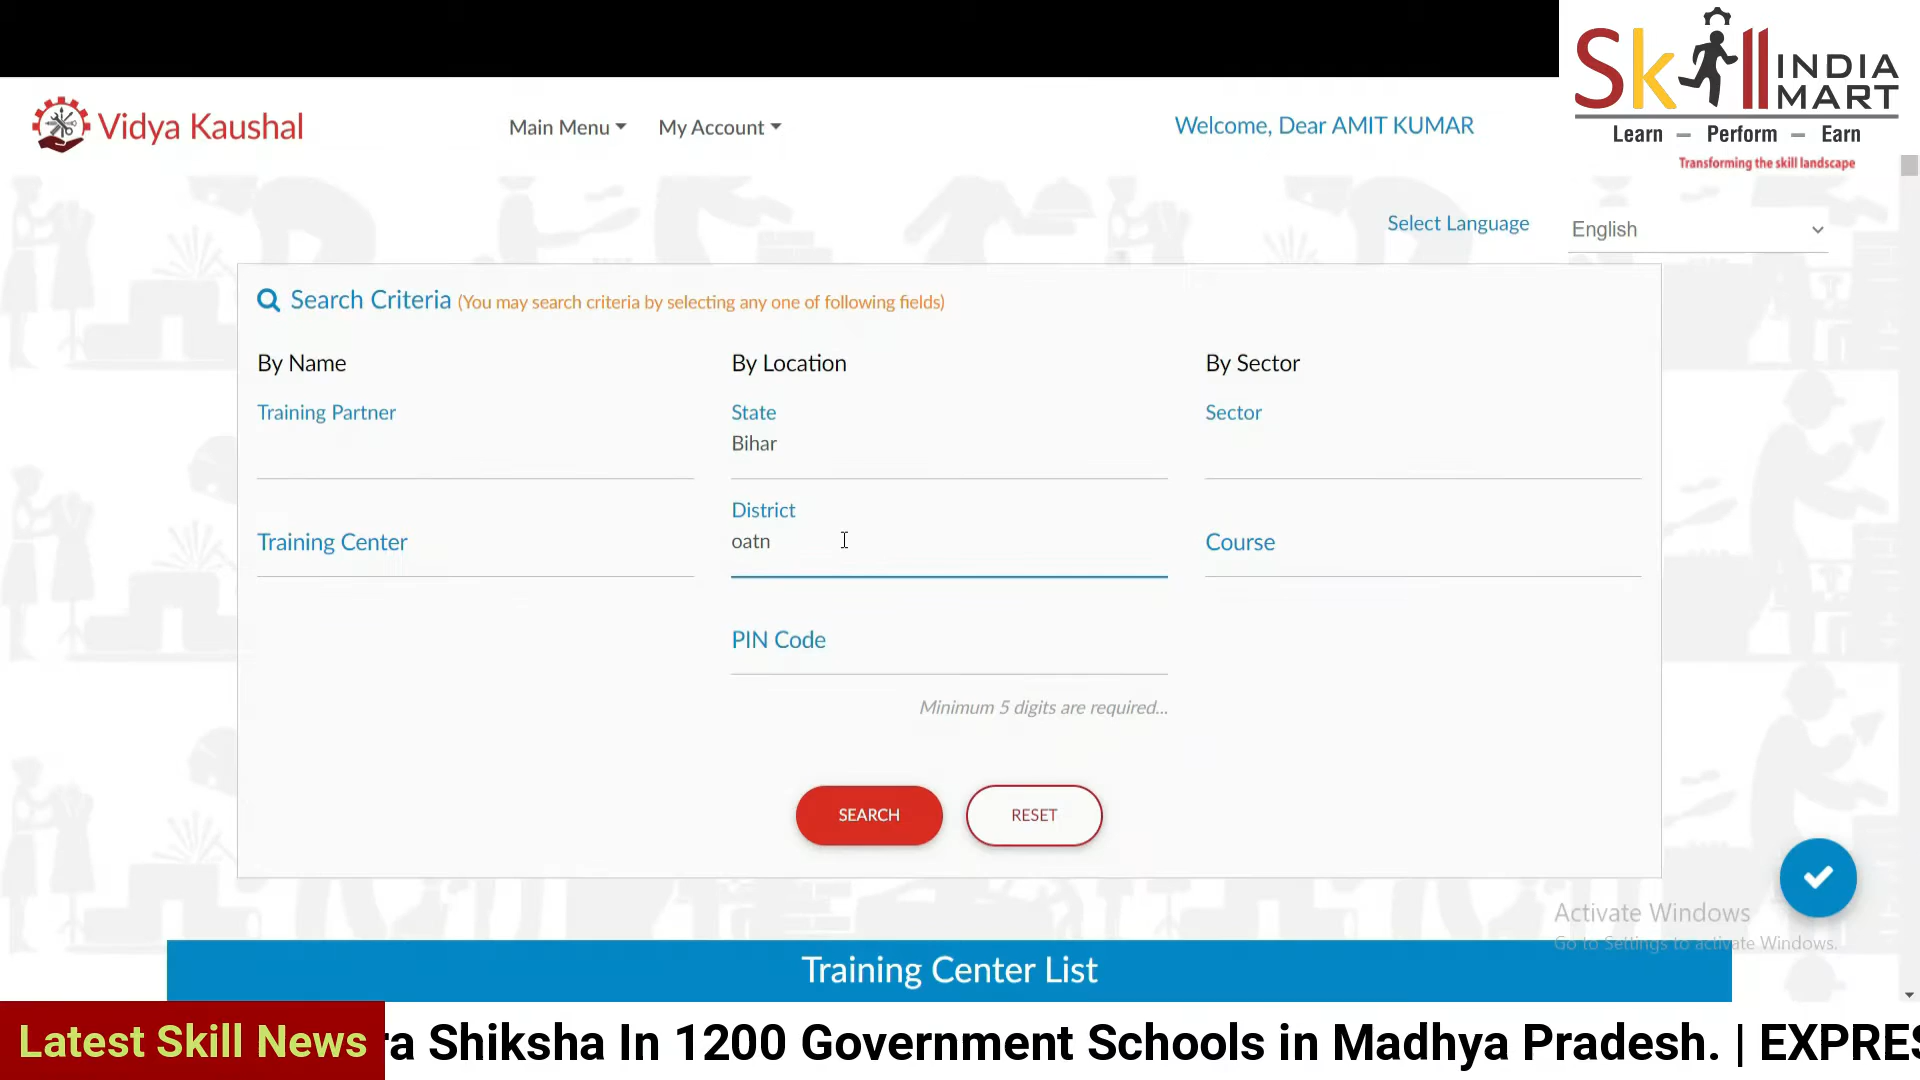 Skill INDIA MART
Learn – Perform – Earn
Transforming the skill landscape
Vidya Kaushal
Main Menu
My Account
Welcome, Dear AMIT KUMAR
Select Language
English
Search Criteria (You may search criteria by selecting any one of following fields)
By Name
By Location
By Sector
Training Partner
State
Sector
Bihar
District
Training Center
oatn
Course
PIN Code
Minimum 5 digits are required...
SEARCH
RESET
Activate Windows
Go to Settings to activate Windows.
Training Center List
Latest Skill News
ra Shiksha In 1200 Government Schools in Madhya Pradesh. | EXPRES